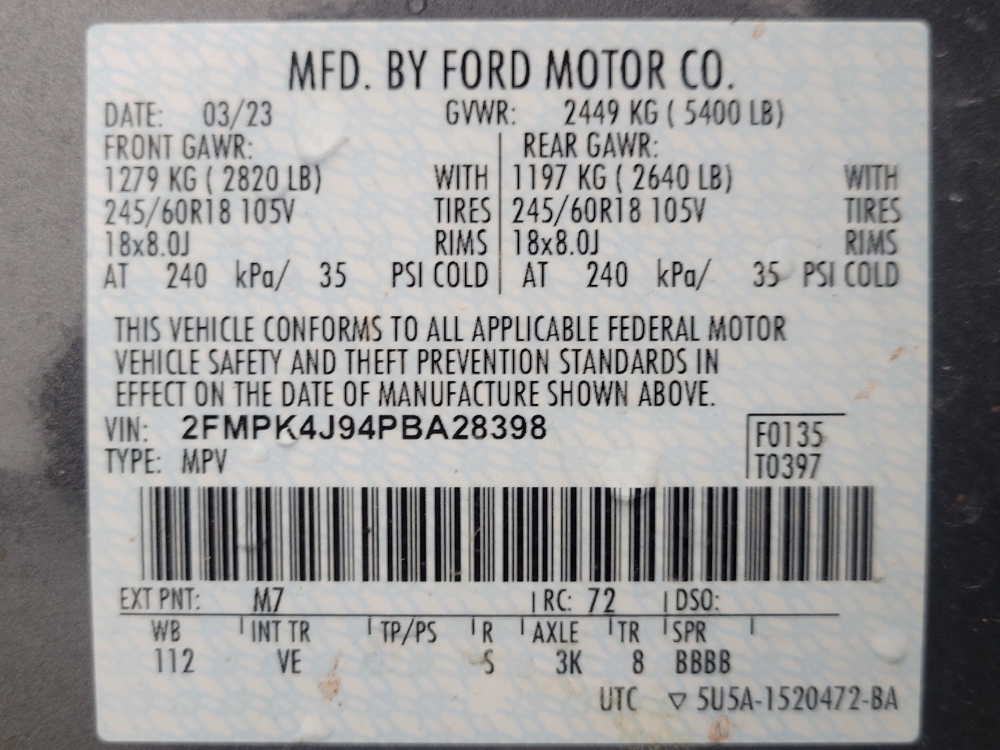 MFD. BY FORD MOTOR CO.
DATE: 03/23 GVWR: 2449 KG ( 5400 LB)
FRONT GAWR: REAR GAWR:
1279 KG ( 2820 LB) WITH 1197 KG ( 2640 LB) WITH
245/60R18 105V TIRES 245/60R18 105V TIRES
18x8.0J RIMS 18x8.0J RIMS
AT 240 kPa/ 35 PSI COLD AT 240 kPa/ 35 PSI COLD
THIS VEHICLE CONFORMS TO ALL APPLICABLE FEDERAL MOTOR
VEHICLE SAFETY AND THEFT PREVENTION STANDARDS IN
EFFECT ON THE DATE OF MANUFACTURE SHOWN ABOVE.
VIN: 2FMPK4J94PBA28398 F0135
TYPE: MPV T0397
EXT PNT: M7 RC: 72 DSO:
WB INT TR TP/PS R AXLE TR SPR
112 VE S 3K 8 BBBB
UTC ▽ 5U5A-1520472-BA